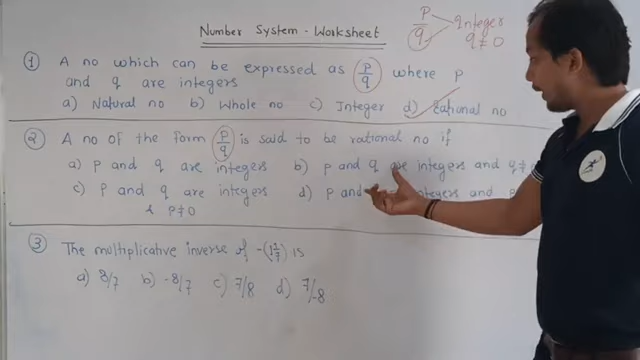 Number System - Worksheet
P/q Integer
q≠0
① A no which can be expressed as P/q where P
and q are integers
a) Natural no b) Whole no c) Integer d) Rational no
② A no of the form P/q is said to be rational no if
a) P and q are integers b) P and q are integers and q≠
c) P and q are integers d) P and integers and
& P≠0
③ The multiplicative inverse of -(1 1/7) is
a) 8/7 b) -8/7 c) 7/8 d) 7/-8